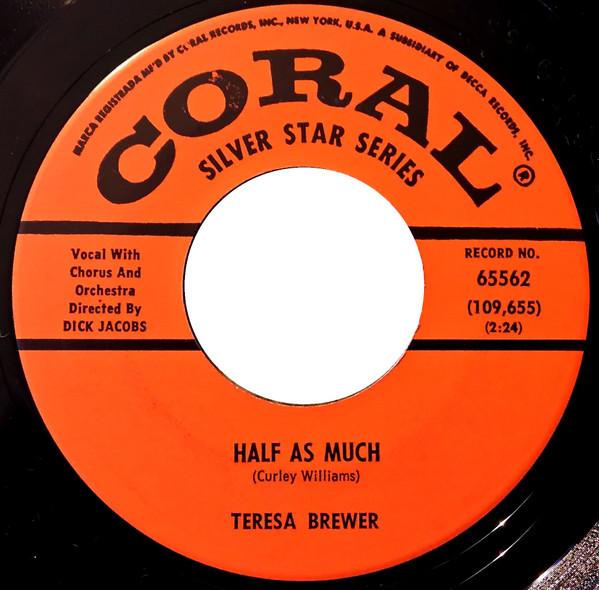 MARCA REGISTRADA MF'D BY CORAL RECORDS, INC., NEW YORK, U.S.A. A SUBSIDIARY OF DECCA RECORDS, INC.
CORAL ®
SILVER STAR SERIES
Vocal With
Chorus And
Orchestra
Directed By
DICK JACOBS
RECORD NO.
65562
(109,655)
(2:24)
HALF AS MUCH
(Curley Williams)
TERESA BREWER